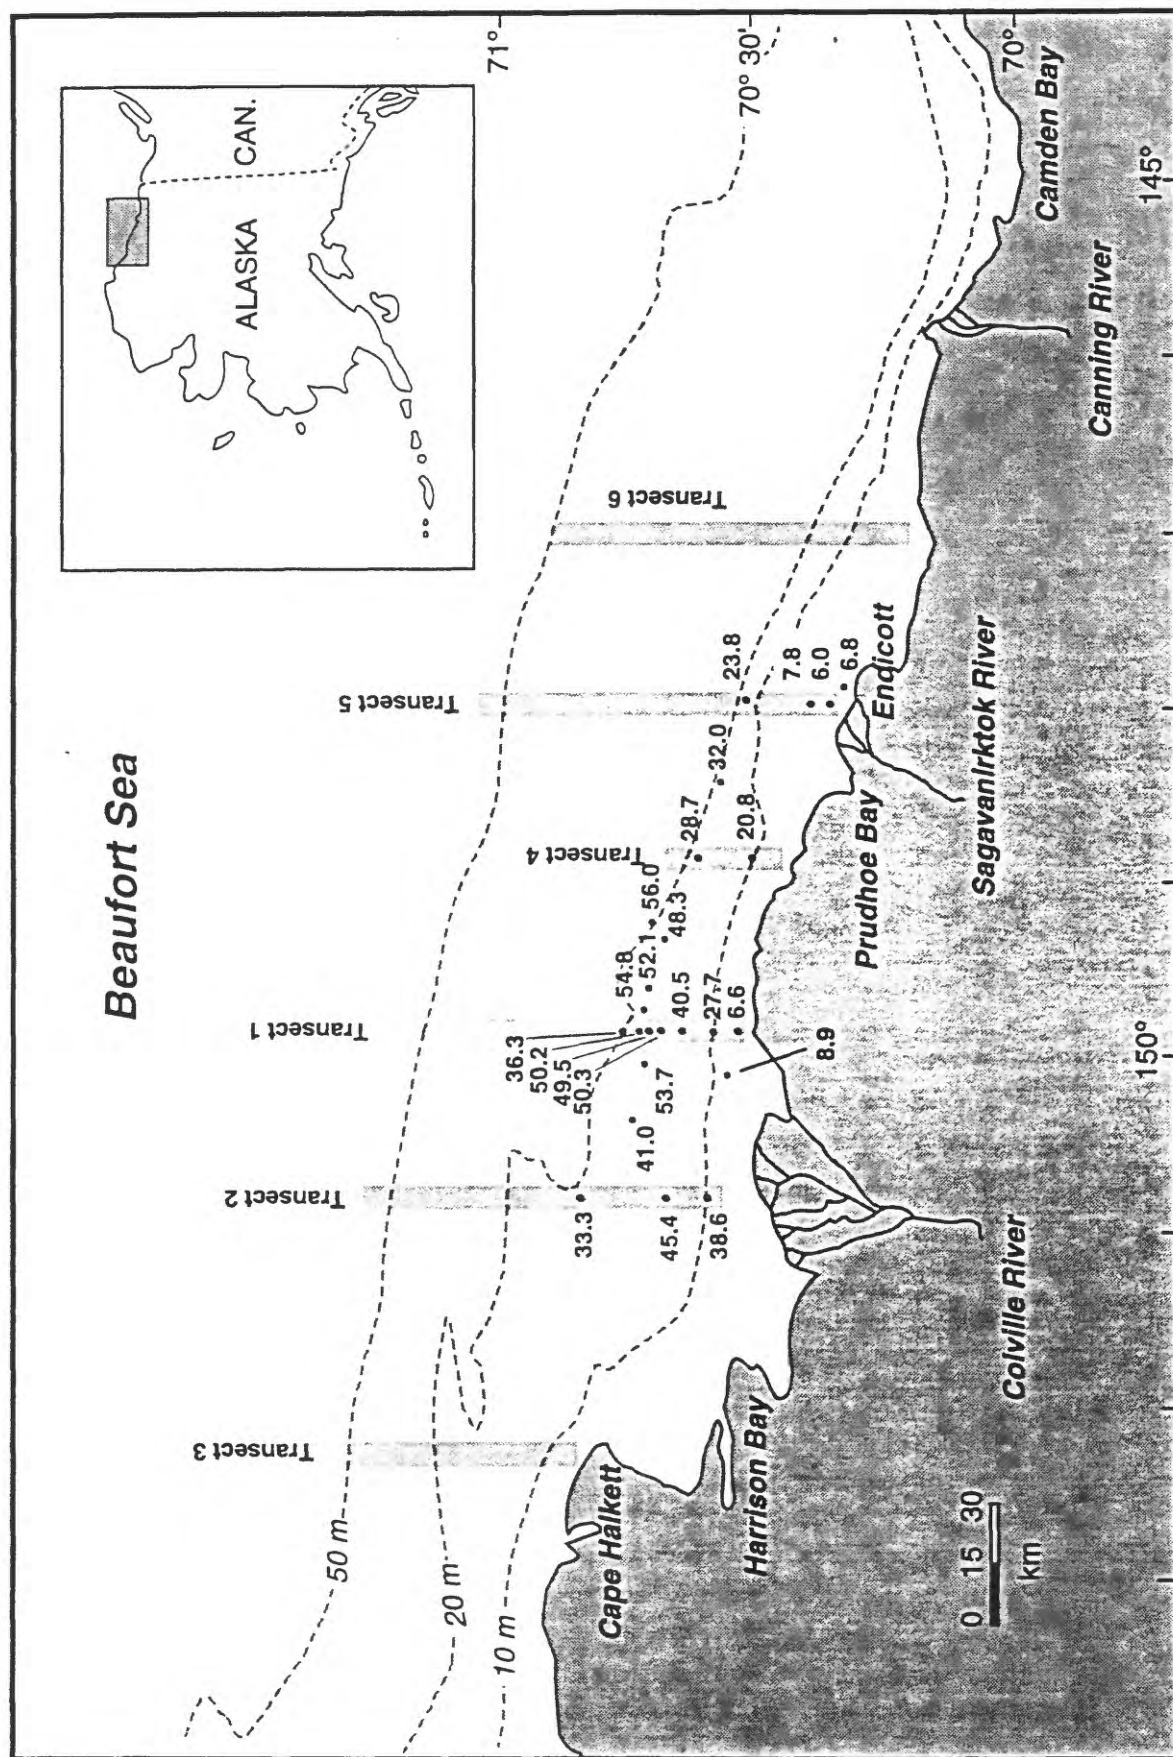 Beaufort Sea
ALASKA
CAN.
71°
70° 30'
70°
145°
150°
50 m
20 m
10 m
Transect 3
Transect 2
Transect 1
Transect 4
Transect 5
Transect 6
33.3
45.4
38.6
41.0
53.7
36.3
50.2
49.5
50.3
54.8
52.1
40.5
27.7
6.6
8.9
56.0
48.3
28.7
20.8
32.0
23.8
7.8
6.0
6.8
Cape Halkett
Harrison Bay
Colville River
Prudhoe Bay
Sagavanirktok River
Endicott
Canning River
Camden Bay
0 15 30
km